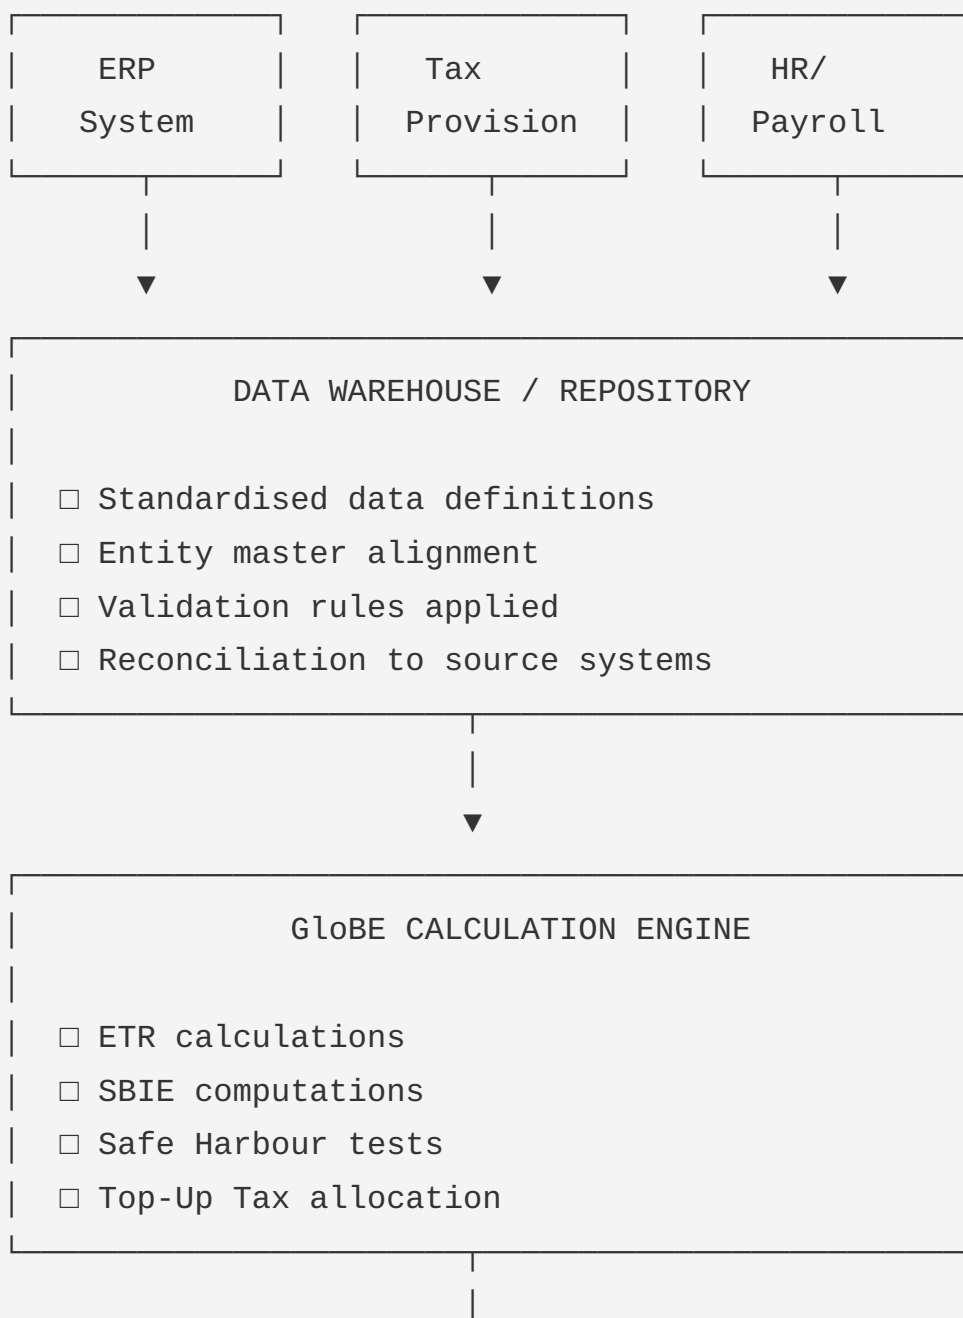 ERP Tax HR/
System Provision Payroll
DATA WAREHOUSE / REPOSITORY
□ Standardised data definitions
□ Entity master alignment
□ Validation rules applied
□ Reconciliation to source systems
GloBE CALCULATION ENGINE
□ ETR calculations
□ SBIE computations
□ Safe Harbour tests
□ Top-Up Tax allocation